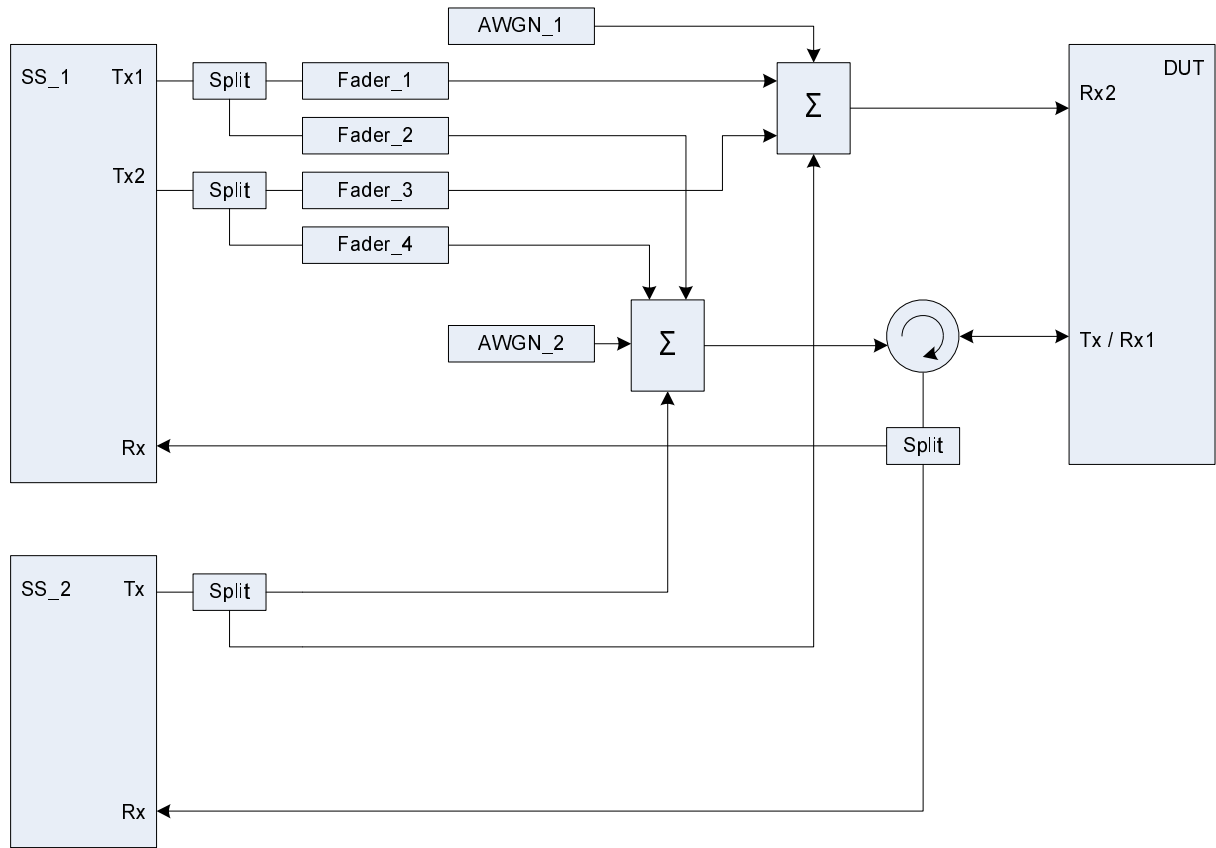 AWGN_1
SS_1
Tx1
Split
Fader_1
Σ
DUT
Rx2
Fader_2
Tx2
Split
Fader_3
Fader_4
AWGN_2
Σ
Tx / Rx1
Rx
Split
SS_2
Tx
Split
Rx